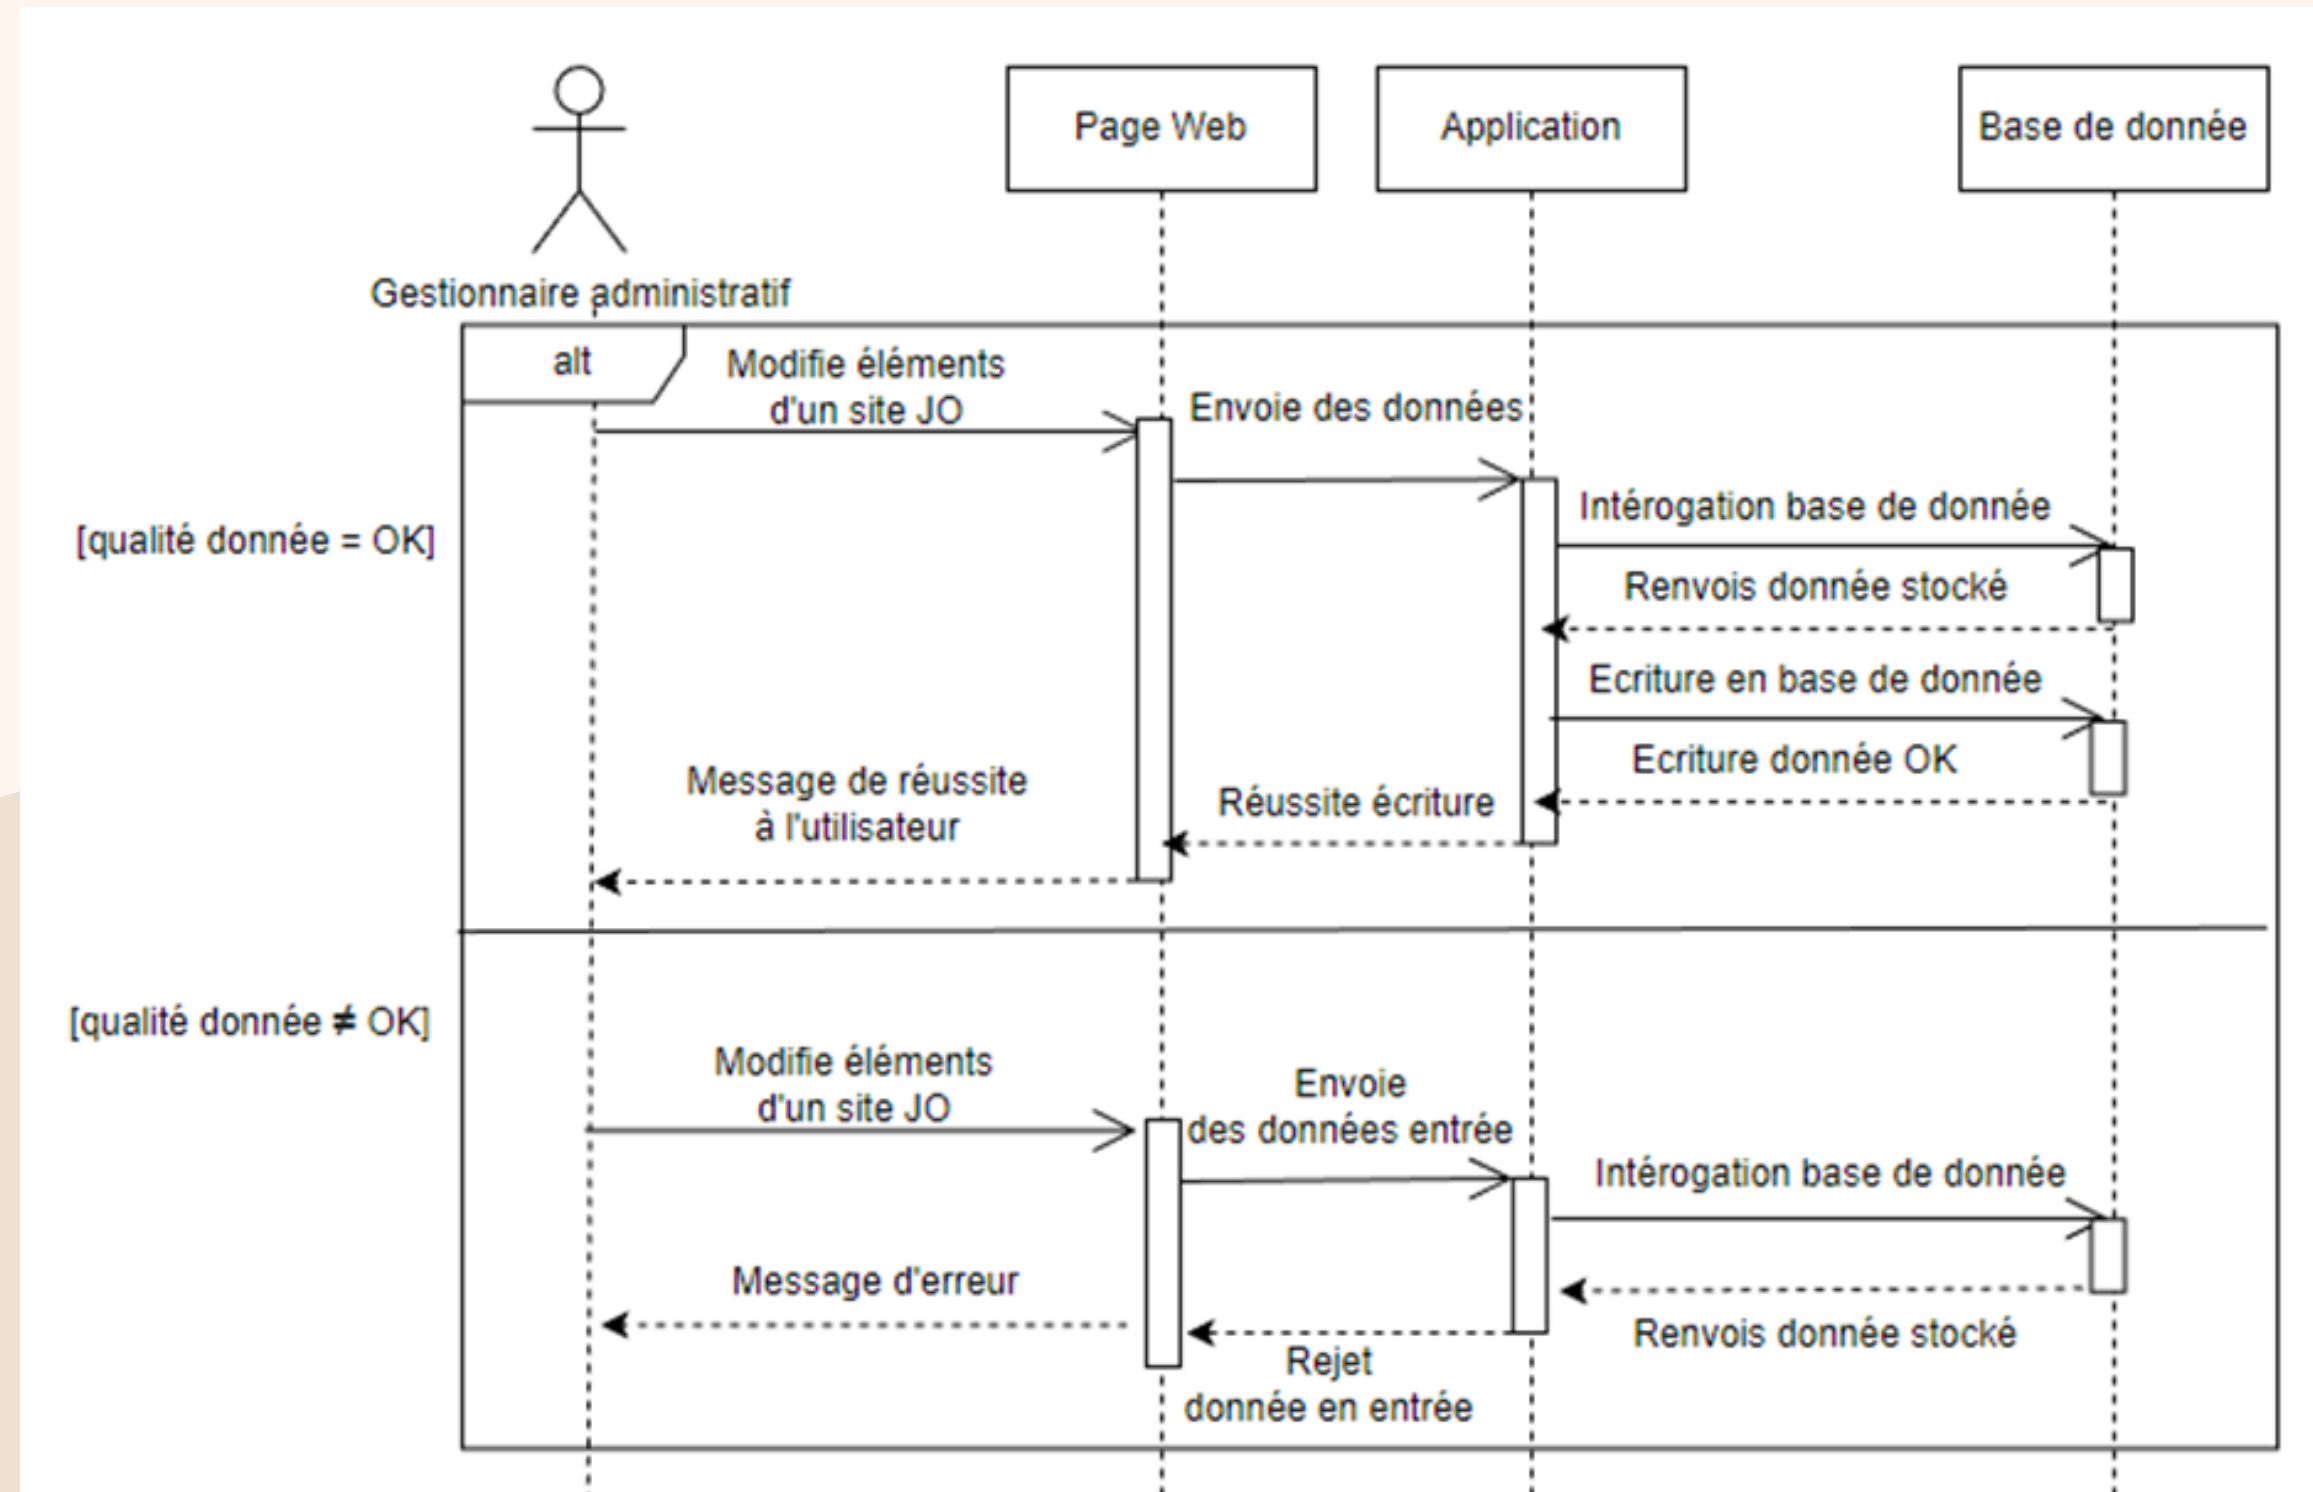 Page Web
Application
Base de donnée
Gestionnaire administratif
alt
Modifie éléments
d'un site JO
Envoie des données
[qualité donnée = OK]
Intérogation base de donnée
Renvois donnée stocké
Ecriture en base de donnée
Ecriture donnée OK
Réussite écriture
Message de réussite
à l'utilisateur
[qualité donnée ≠ OK]
Modifie éléments
d'un site JO
Envoie
des données entrée
Intérogation base de donnée
Renvois donnée stocké
Rejet
donnée en entrée
Message d'erreur